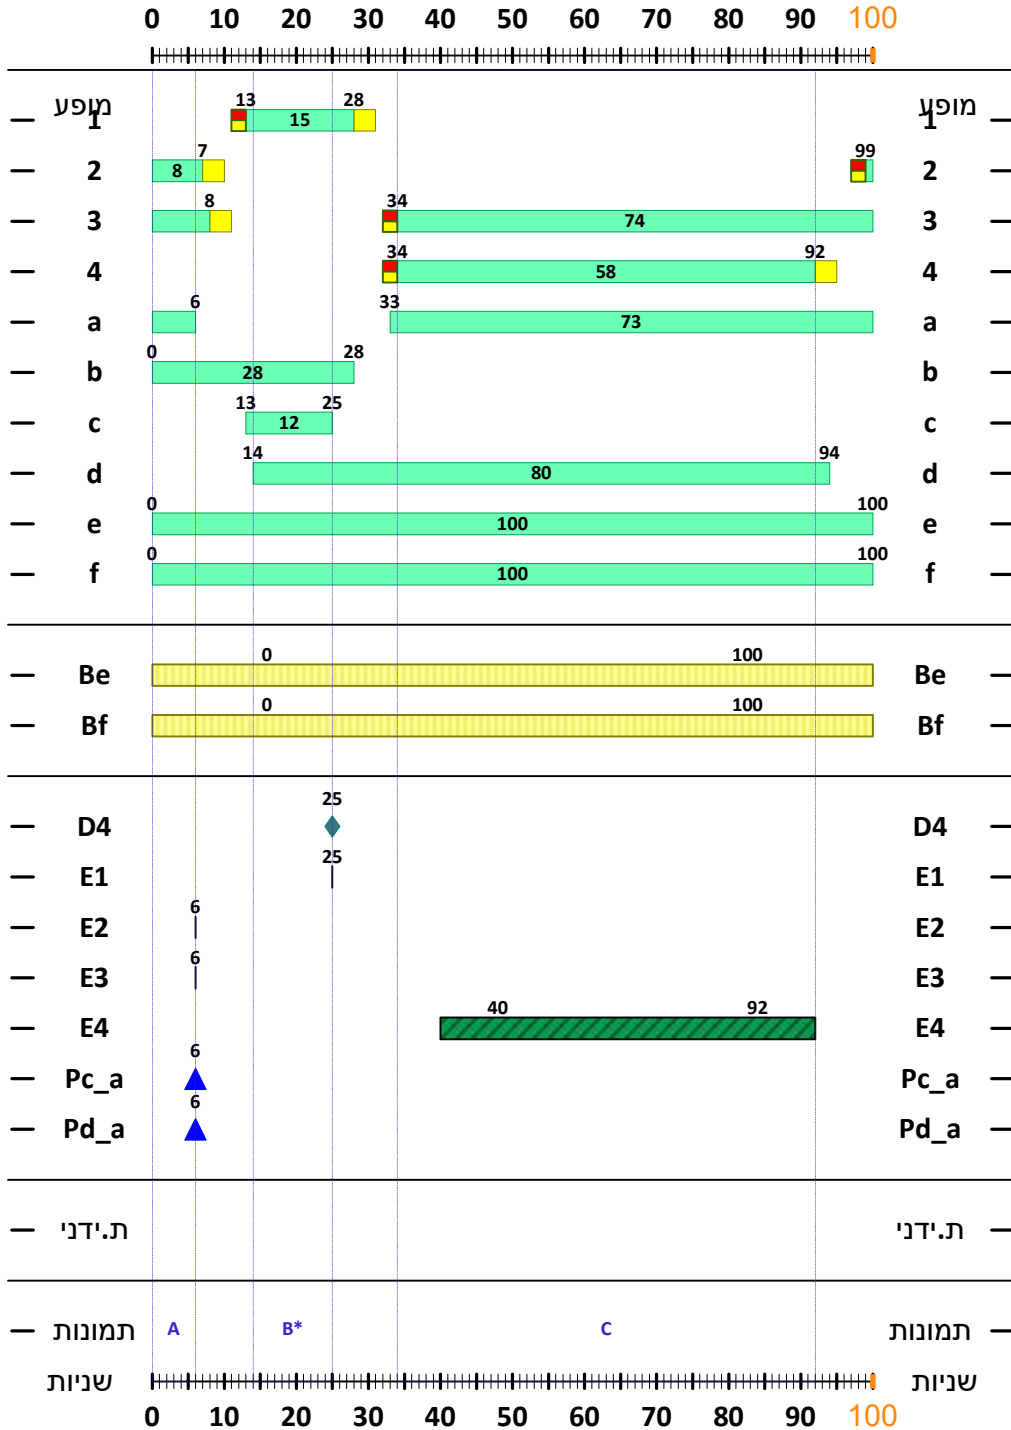 0 10 20 30 40 50 60 70 80 90 100
מופע מופע
13 28
1 15 1
7 99
2 8 2
8 34
3 74 3
34 92
4 58 4
6 33
a 73 a
0 28
b 28 b
13 25
c 12 c
14 94
d 80 d
0 100
e 100 e
0 100
f 100 f
0 100
Be Be
0 100
Bf Bf
25
D4 D4
25
E1 E1
6
E2 E2
6
E3 E3
40 92
E4 E4
6
Pc_a Pc_a
6
Pd_a Pd_a
ת.ידני ת.ידני
תמונות A B* C תמונות
שניות שניות
0 10 20 30 40 50 60 70 80 90 100